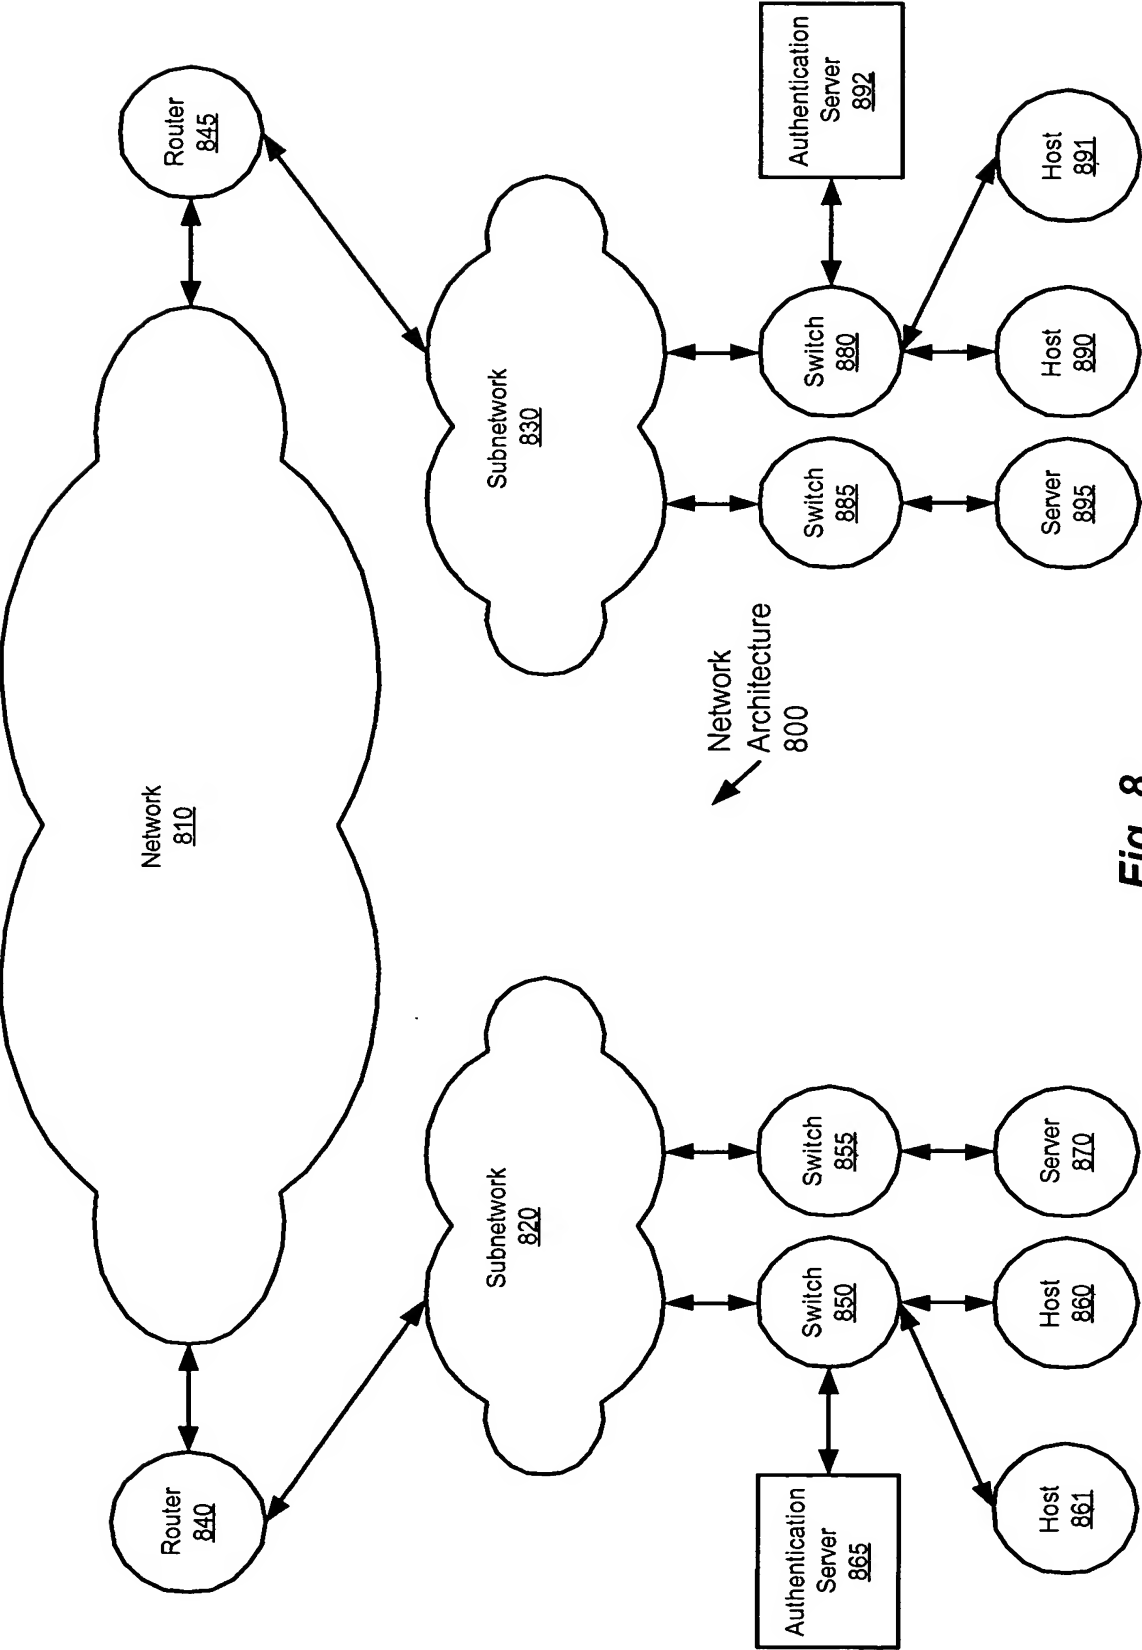 Network
810
Router
840
Router
845
Subnetwork
820
Subnetwork
830
Network
Architecture
800
Authentication
Server
865
Switch
850
Switch
855
Switch
885
Switch
880
Authentication
Server
892
Host
861
Host
860
Server
870
Server
895
Host
890
Host
891
Fig. 8